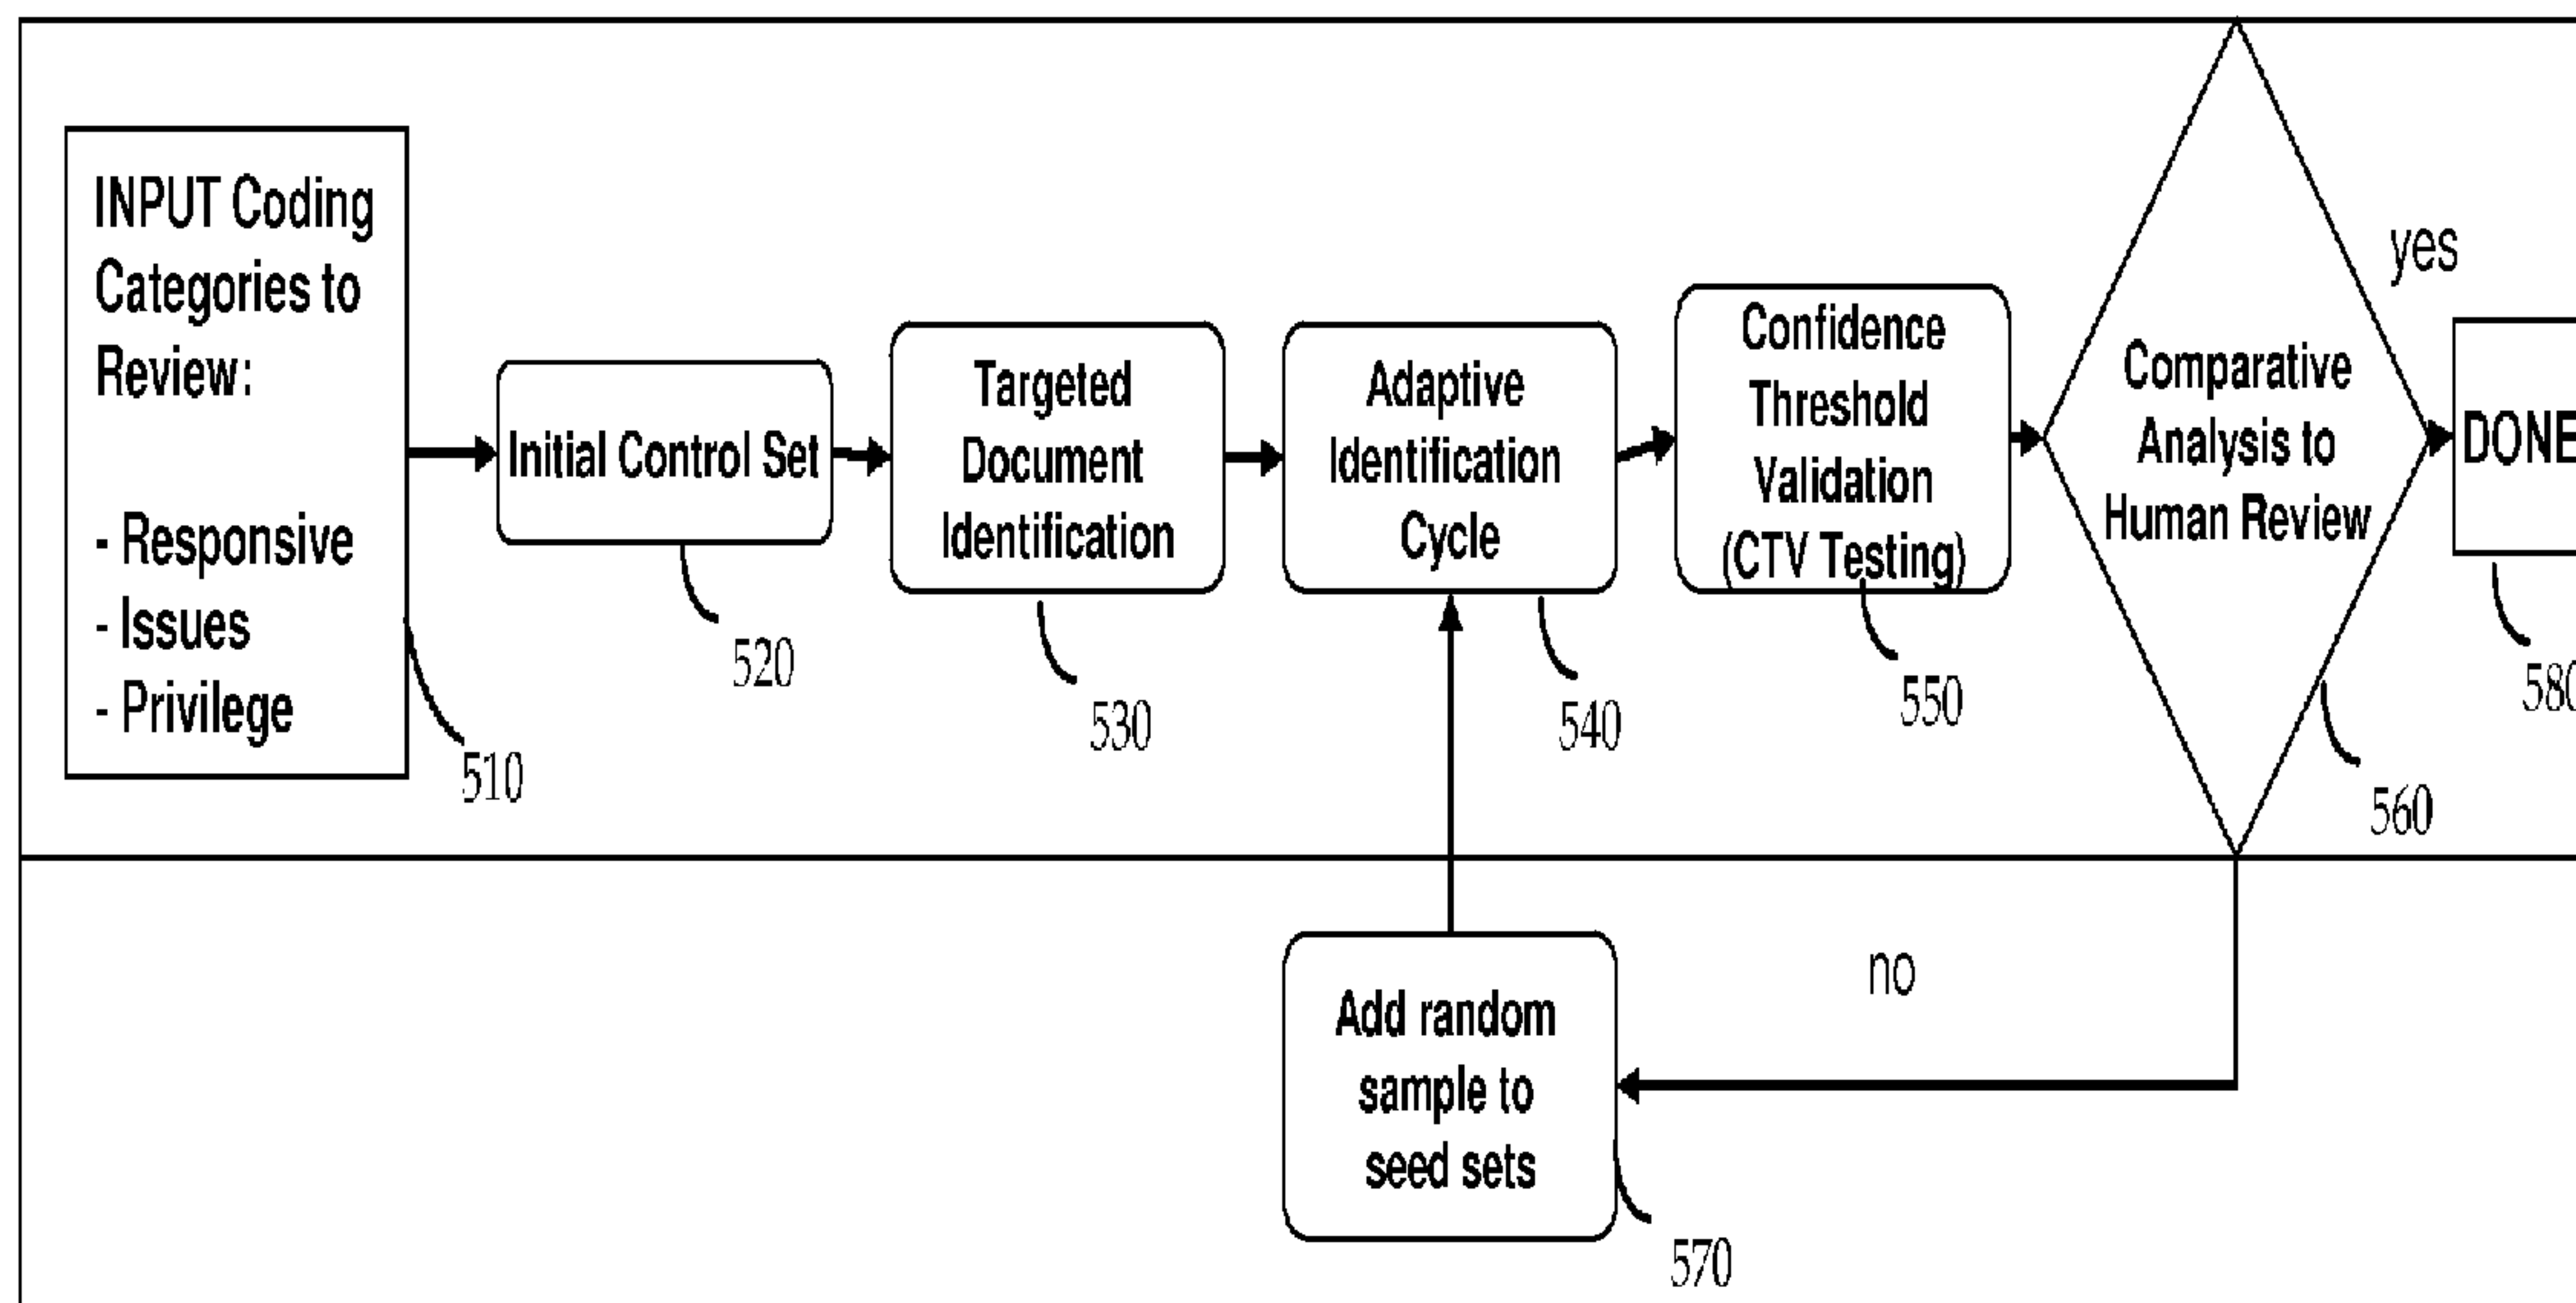 INPUT Coding
Categories to
Review:
- Responsive
- Issues
- Privilege
510
Initial Control Set
520
Targeted
Document
Identification
530
Adaptive
Identification
Cycle
540
Confidence
Threshold
Validation
(CTV Testing)
550
Comparative
Analysis to
Human Review
560
yes
DONE
580
no
Add random
sample to
seed sets
570